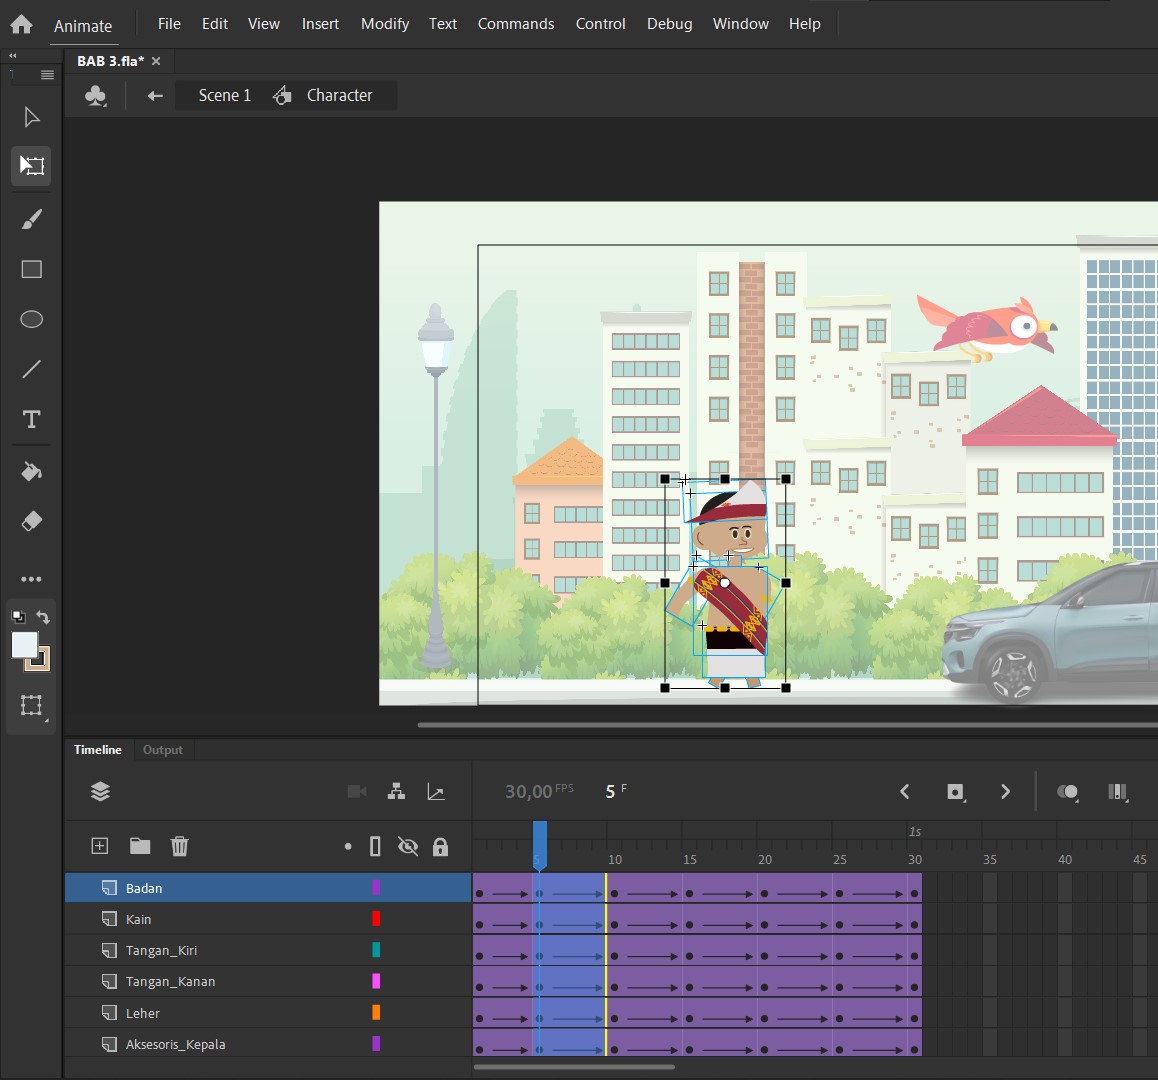 Animate File Edit View Insert Modify Text Commands Control Debug Window Help
BAB 3.fla*
Scene 1 Character
T
Timeline Output
30,00 FPS 5 F
1s
5 10 15 20 25 30 35 40 45
Badan
Kain
Tangan_Kiri
Tangan_Kanan
Leher
Aksesoris_Kepala